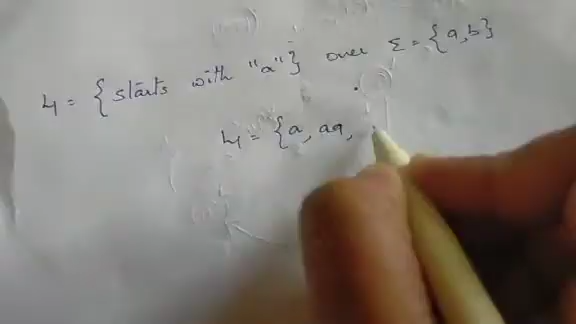 L1 = {starts with "a"} over Σ = {a,b}
L1 = {a, aa,